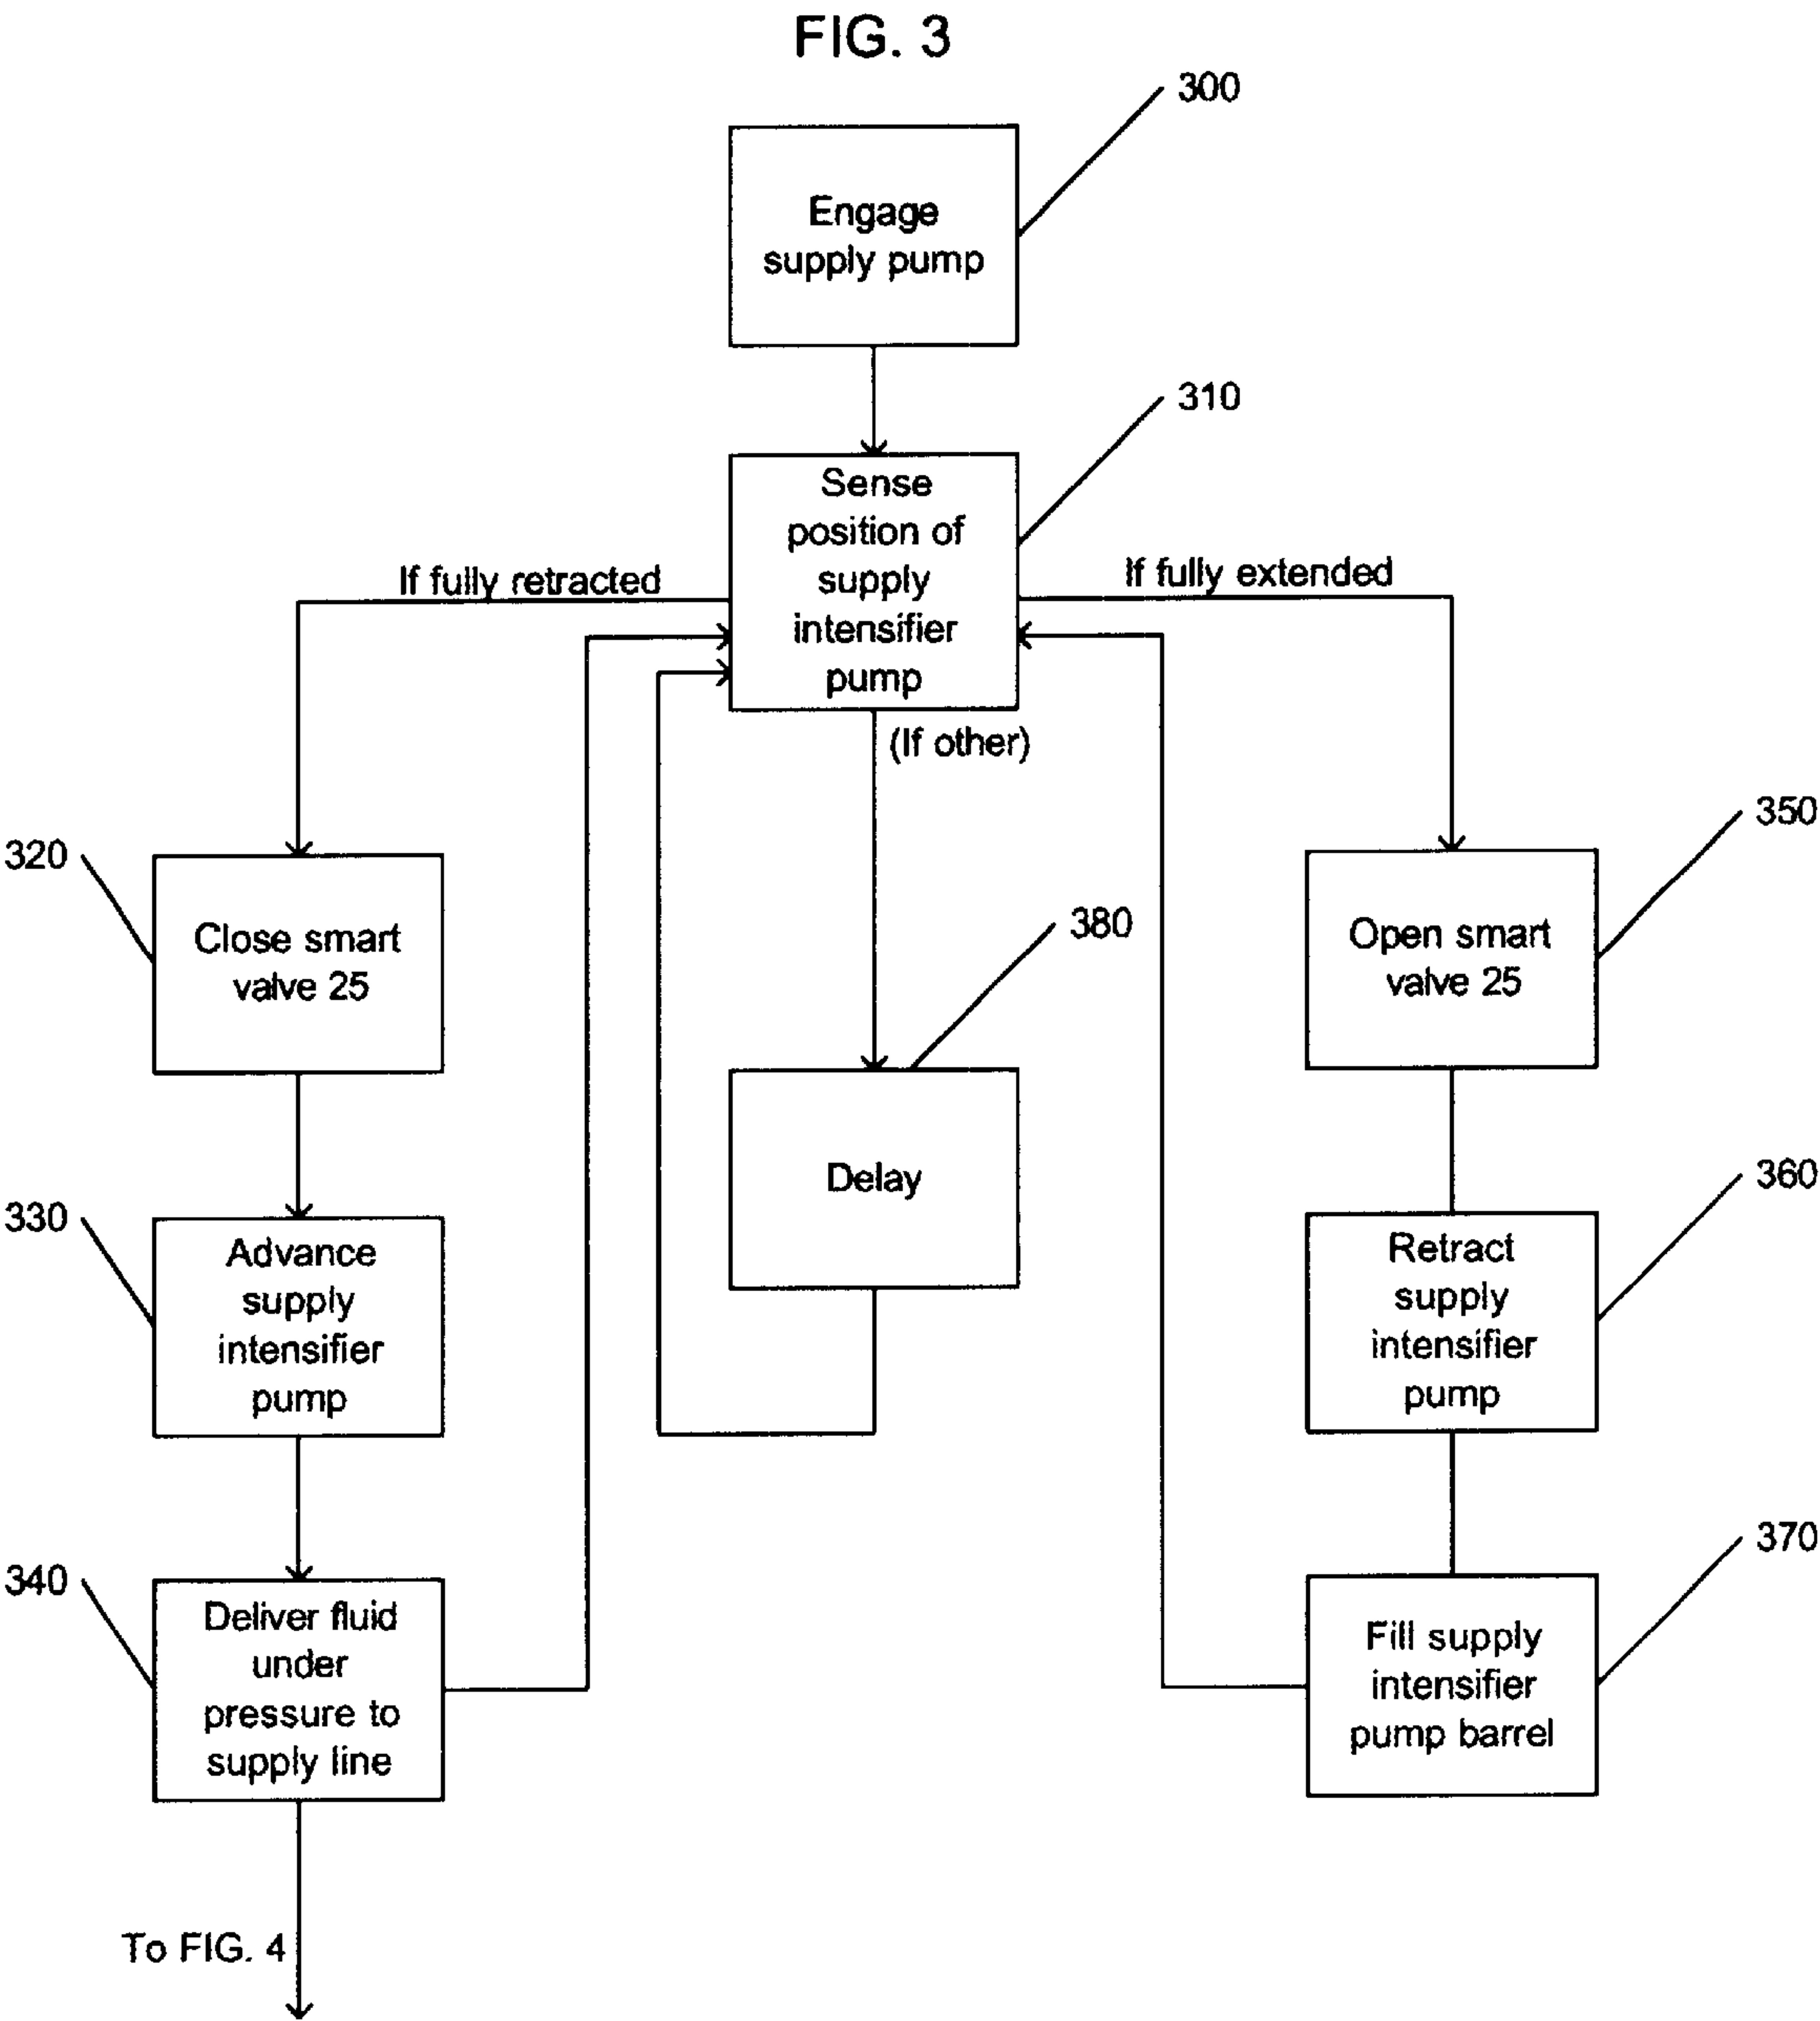 FIG. 3
300
Engage
supply pump
310
Sense
position of
supply
intensifier
pump
If fully retracted
If fully extended
(If other)
320
Close smart
valve 25
350
Open smart
valve 25
380
Delay
330
Advance
supply
intensifier
pump
360
Retract
supply
intensifier
pump
340
Deliver fluid
under
pressure to
supply line
370
Fill supply
intensifier
pump barrel
To FIG. 4